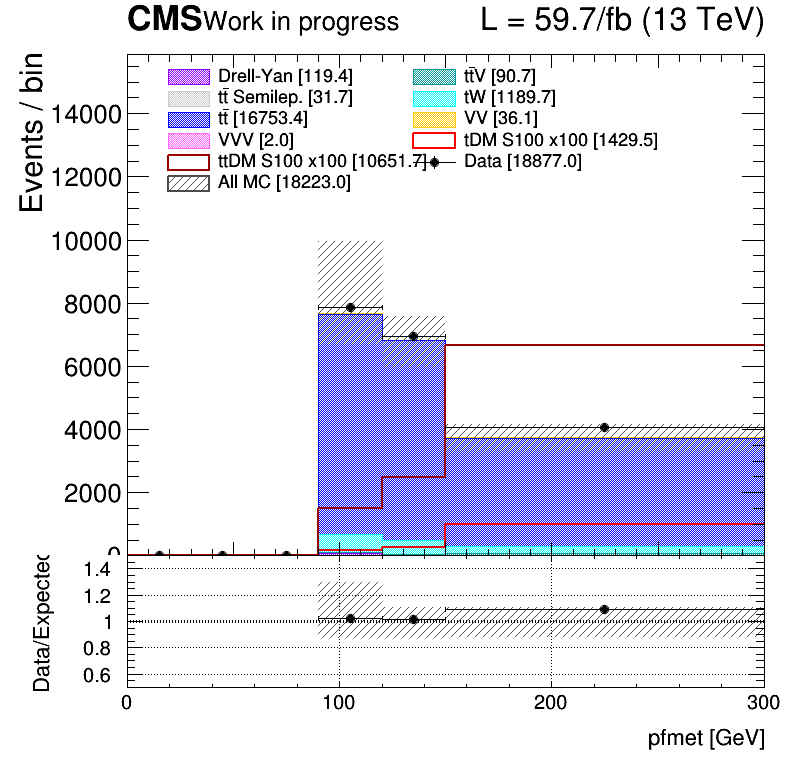 CMS Work in progress L = 59.7/fb (13 TeV)
Events / bin
Drell-Yan [119.4] tt̄V [90.7]
tt̄ Semilep. [31.7] tW [1189.7]
tt̄ [16753.4] VV [36.1]
VVV [2.0] tDM S100 x100 [1429.5]
ttDM S100 x100 [10651.7] Data [18877.0]
All MC [18223.0]
14000
12000
10000
8000
6000
4000
2000
0
Data/Expected
1.4
1.2
1
0.8
0.6
0 100 200 300
pfmet [GeV]